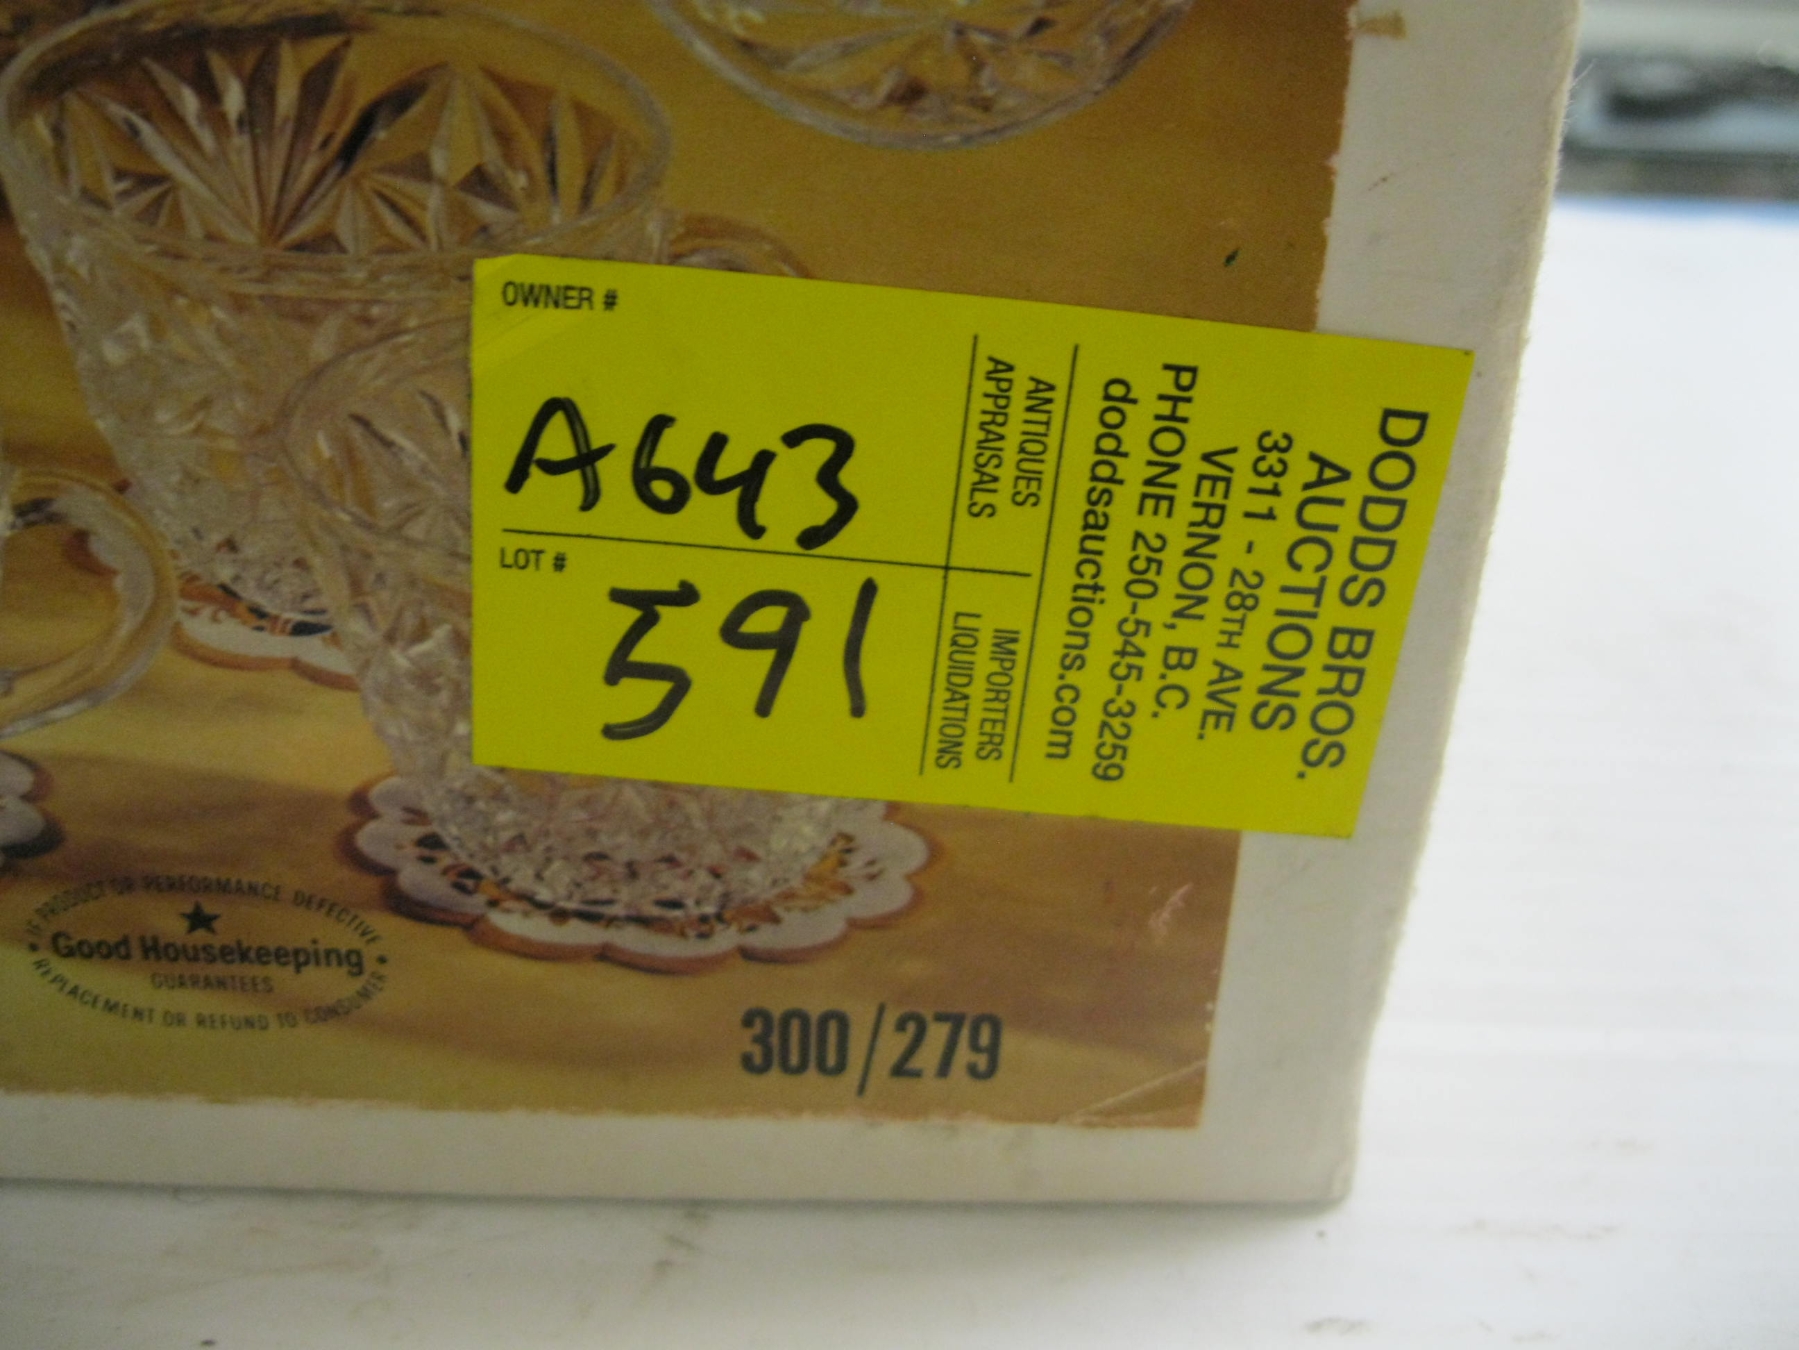 OWNER #
A643
LOT #
591
ANTIQUES
APPRAISALS
IMPORTERS
LIQUIDATIONS
DODDS BROS.
AUCTIONS
3311 - 28TH AVE.
VERNON, B.C.
PHONE 250-545-3259
doddsauctions.com
IF PRODUCT OR PERFORMANCE DEFECTIVE
Good Housekeeping
GUARANTEES
REPLACEMENT OR REFUND TO CONSUMER
300/279